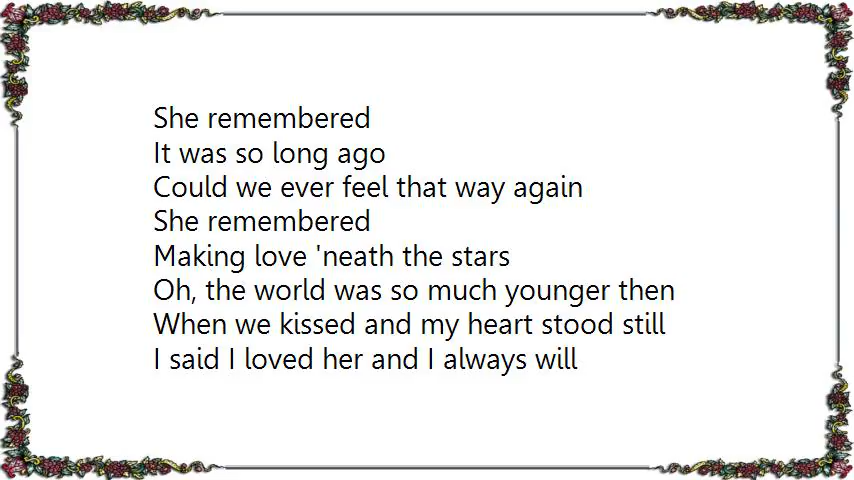 She remembered
It was so long ago
Could we ever feel that way again
She remembered
Making love 'neath the stars
Oh, the world was so much younger then
When we kissed and my heart stood still
I said I loved her and I always will